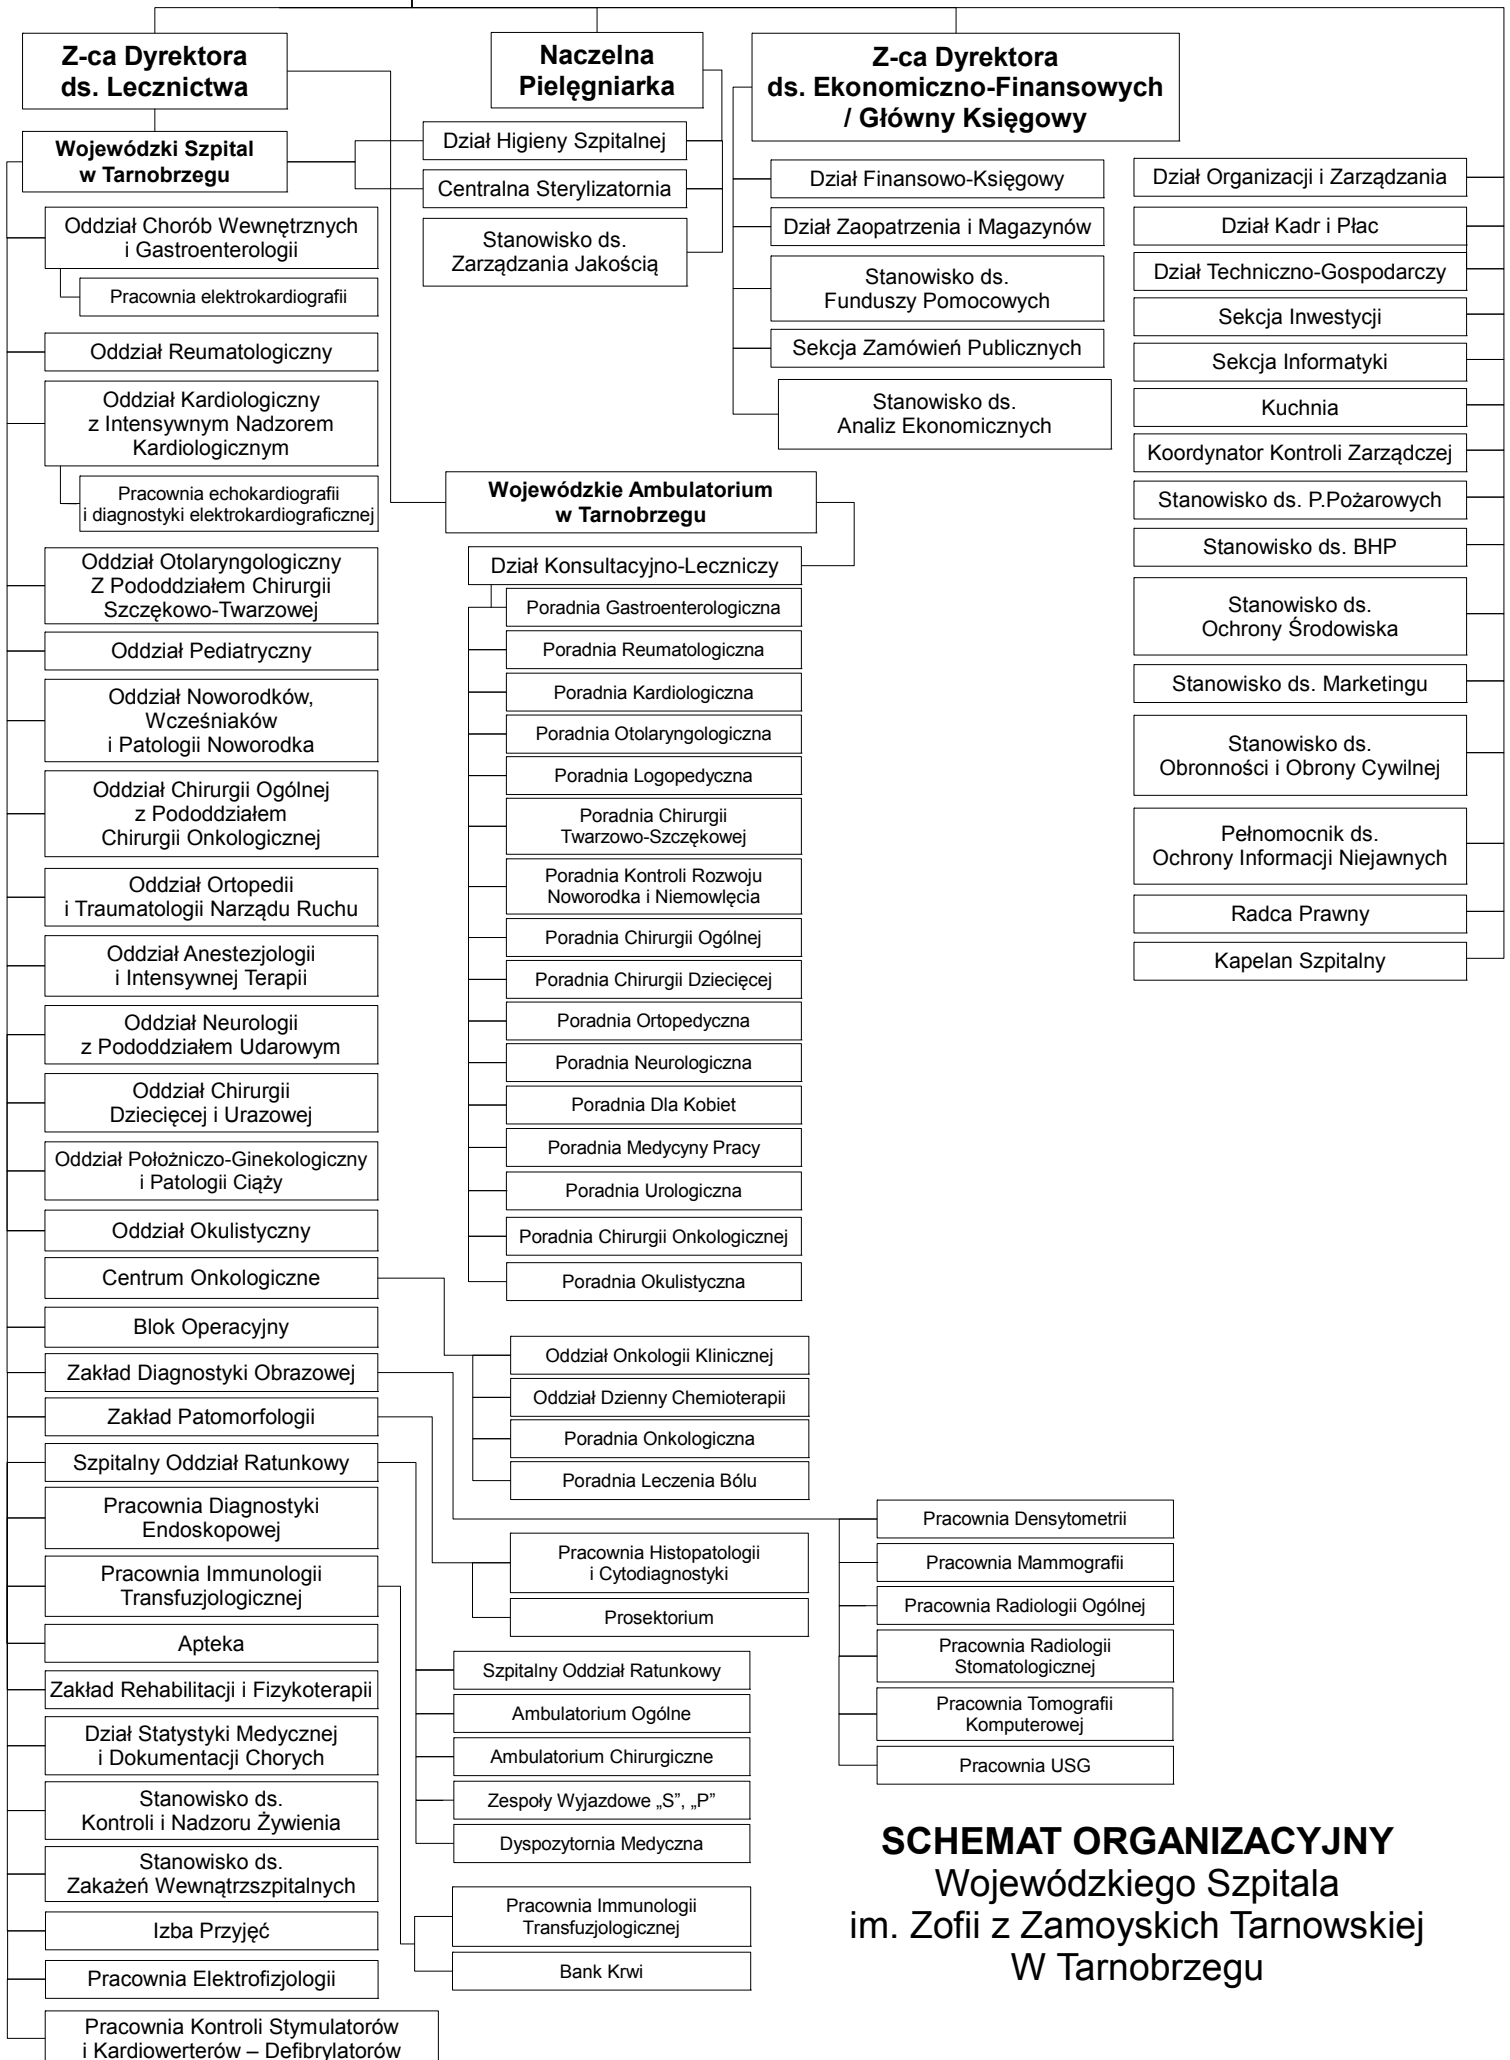 Z-ca Dyrektora
ds. Lecznictwa
Naczelna
Pielęgniarka
Z-ca Dyrektora
ds. Ekonomiczno-Finansowych
/ Główny Księgowy
Wojewódzki Szpital
w Tarnobrzegu
Dział Higieny Szpitalnej
Centralna Sterylizatornia
Stanowisko ds.
Zarządzania Jakością
Dział Finansowo-Księgowy
Dział Zaopatrzenia i Magazynów
Stanowisko ds.
Funduszy Pomocowych
Sekcja Zamówień Publicznych
Stanowisko ds.
Analiz Ekonomicznych
Dział Organizacji i Zarządzania
Dział Kadr i Płac
Dział Techniczno-Gospodarczy
Sekcja Inwestycji
Sekcja Informatyki
Kuchnia
Koordynator Kontroli Zarządczej
Stanowisko ds. P.Pożarowych
Stanowisko ds. BHP
Stanowisko ds.
Ochrony Środowiska
Stanowisko ds. Marketingu
Stanowisko ds.
Obronności i Obrony Cywilnej
Pełnomocnik ds.
Ochrony Informacji Niejawnych
Radca Prawny
Kapelan Szpitalny
Oddział Chorób Wewnętrznych
i Gastroenterologii
Pracownia elektrokardiografii
Oddział Reumatologiczny
Oddział Kardiologiczny
z Intensywnym Nadzorem
Kardiologicznym
Pracownia echokardiografii
i diagnostyki elektrokardiograficznej
Oddział Otolaryngologiczny
Z Pododdziałem Chirurgii
Szczękowo-Twarzowej
Oddział Pediatryczny
Oddział Noworodków,
Wcześniaków
i Patologii Noworodka
Oddział Chirurgii Ogólnej
z Pododdziałem
Chirurgii Onkologicznej
Oddział Ortopedii
i Traumatologii Narządu Ruchu
Oddział Anestezjologii
i Intensywnej Terapii
Oddział Neurologii
z Pododdziałem Udarowym
Oddział Chirurgii
Dziecięcej i Urazowej
Oddział Położniczo-Ginekologiczny
i Patologii Ciąży
Oddział Okulistyczny
Centrum Onkologiczne
Blok Operacyjny
Zakład Diagnostyki Obrazowej
Zakład Patomorfologii
Szpitalny Oddział Ratunkowy
Pracownia Diagnostyki
Endoskopowej
Pracownia Immunologii
Transfuzjologicznej
Apteka
Zakład Rehabilitacji i Fizykoterapii
Dział Statystyki Medycznej
i Dokumentacji Chorych
Stanowisko ds.
Kontroli i Nadzoru Żywienia
Stanowisko ds.
Zakażeń Wewnątrzszpitalnych
Izba Przyjęć
Pracownia Elektrofizjologii
Pracownia Kontroli Stymulatorów
i Kardiowerterów – Defibrylatorów
Wojewódzkie Ambulatorium
w Tarnobrzegu
Dział Konsultacyjno-Leczniczy
Poradnia Gastroenterologiczna
Poradnia Reumatologiczna
Poradnia Kardiologiczna
Poradnia Otolaryngologiczna
Poradnia Logopedyczna
Poradnia Chirurgii
Twarzowo-Szczękowej
Poradnia Kontroli Rozwoju
Noworodka i Niemowlęcia
Poradnia Chirurgii Ogólnej
Poradnia Chirurgii Dziecięcej
Poradnia Ortopedyczna
Poradnia Neurologiczna
Poradnia Dla Kobiet
Poradnia Medycyny Pracy
Poradnia Urologiczna
Poradnia Chirurgii Onkologicznej
Poradnia Okulistyczna
Oddział Onkologii Klinicznej
Oddział Dzienny Chemioterapii
Poradnia Onkologiczna
Poradnia Leczenia Bólu
Pracownia Histopatologii
i Cytodiagnostyki
Prosektorium
Szpitalny Oddział Ratunkowy
Ambulatorium Ogólne
Ambulatorium Chirurgiczne
Zespoły Wyjazdowe „S”, „P”
Dyspozytornia Medyczna
Pracownia Immunologii
Transfuzjologicznej
Bank Krwi
Pracownia Densytometrii
Pracownia Mammografii
Pracownia Radiologii Ogólnej
Pracownia Radiologii
Stomatologicznej
Pracownia Tomografii
Komputerowej
Pracownia USG
SCHEMAT ORGANIZACYJNY
Wojewódzkiego Szpitala
im. Zofii z Zamoyskich Tarnowskiej
W Tarnobrzegu